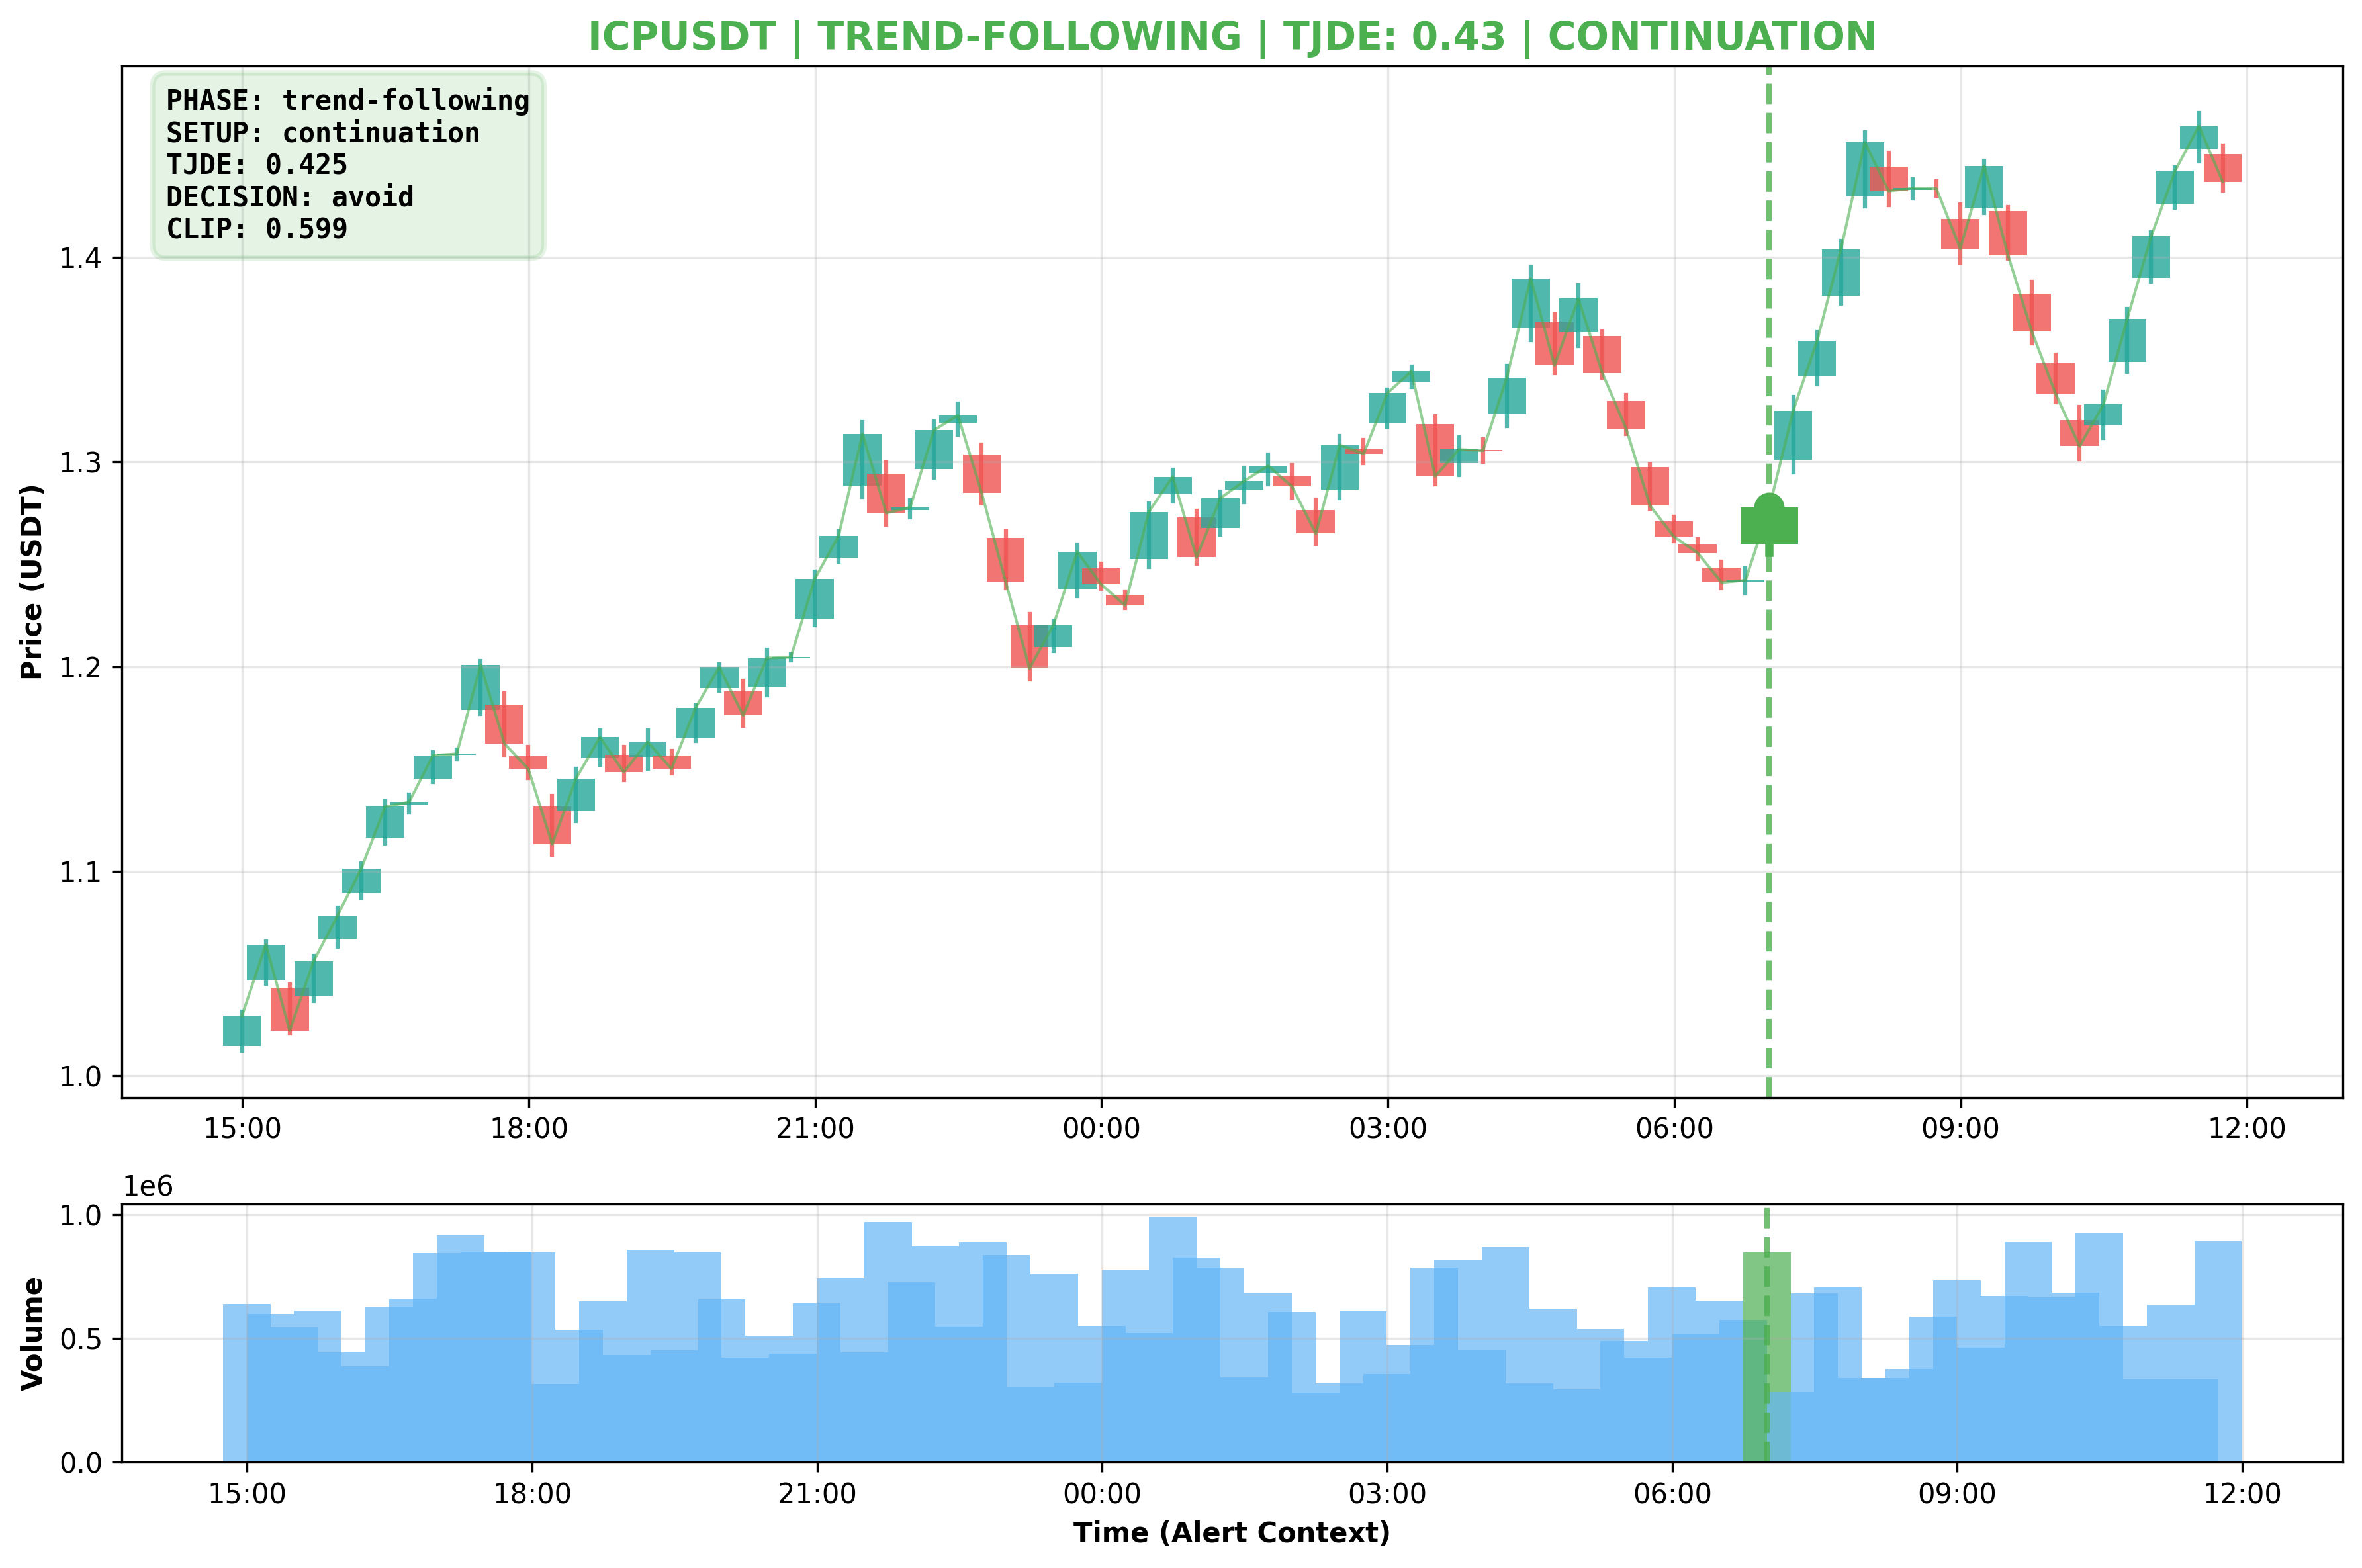 ICPUSDT | TREND-FOLLOWING | TJDE: 0.43 | CONTINUATION
PHASE: trend-following
SETUP: continuation
TJDE: 0.425
DECISION: avoid
CLIP: 0.599
Price (USDT)
1.4
1.3
1.2
1.1
1.0
15:00 18:00 21:00 00:00 03:00 06:00 09:00 12:00
1e6
Volume
1.0
0.5
0.0
15:00 18:00 21:00 00:00 03:00 06:00 09:00 12:00
Time (Alert Context)